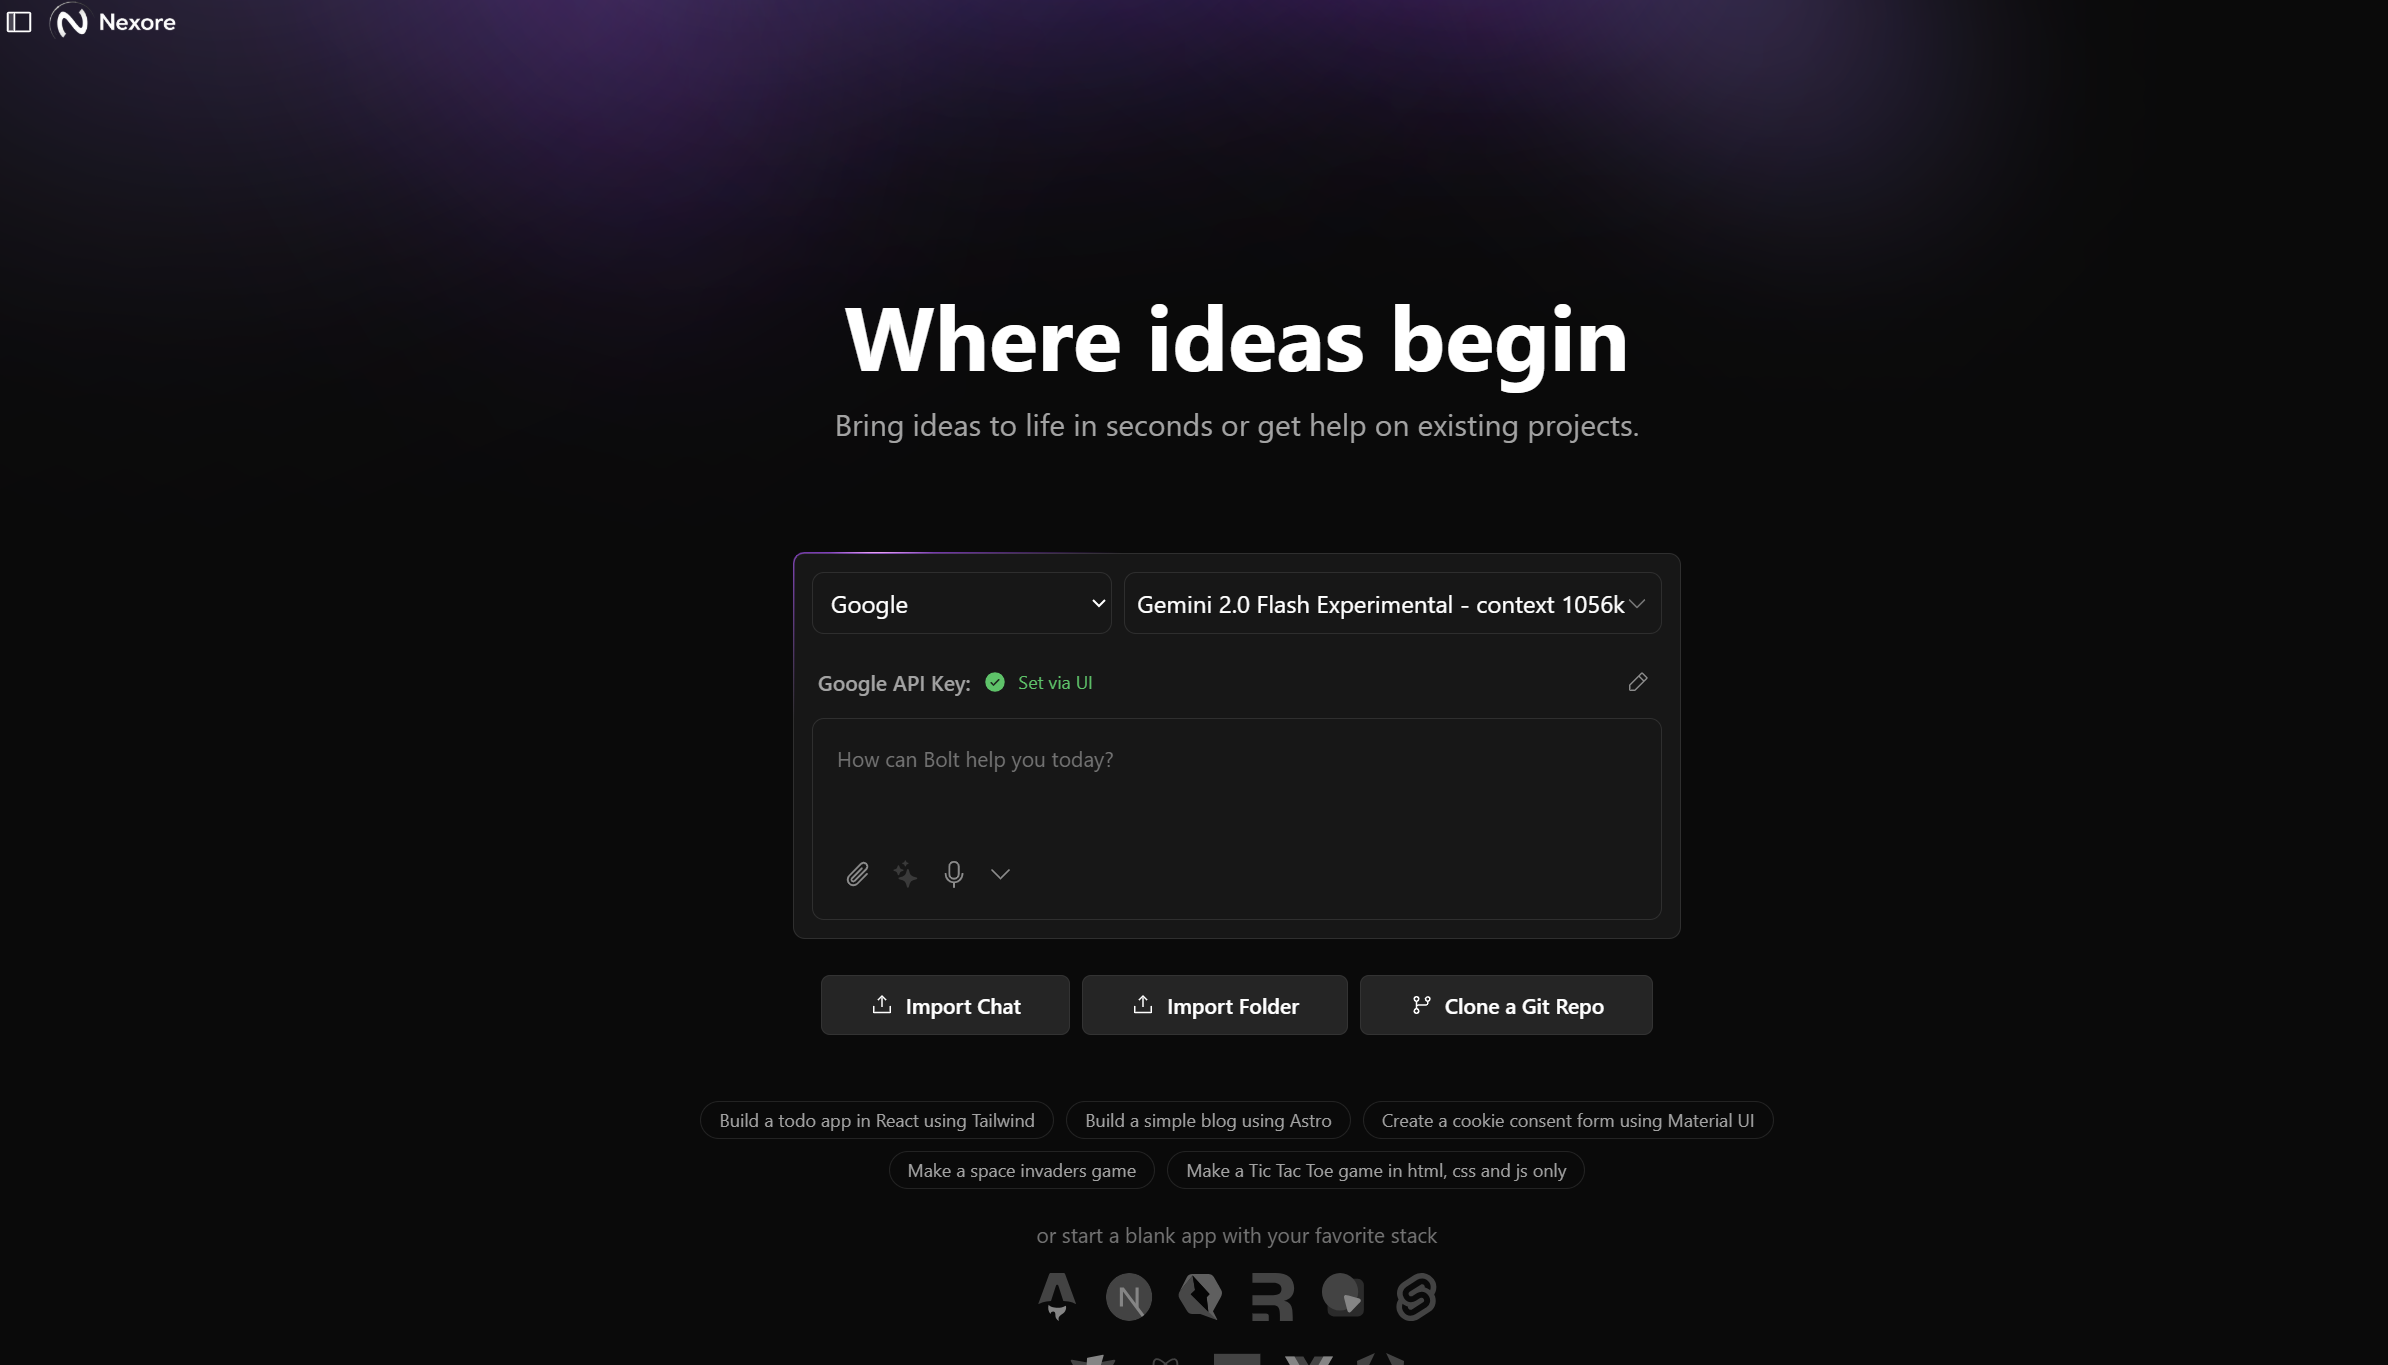 Nexore
Where ideas begin
Bring ideas to life in seconds or get help on existing projects.
Google
Gemini 2.0 Flash Experimental - context 1056k
Google API Key:
Set via UI
How can Bolt help you today?
Import Chat
Import Folder
Clone a Git Repo
Build a todo app in React using Tailwind
Build a simple blog using Astro
Create a cookie consent form using Material UI
Make a space invaders game
Make a Tic Tac Toe game in html, css and js only
or start a blank app with your favorite stack